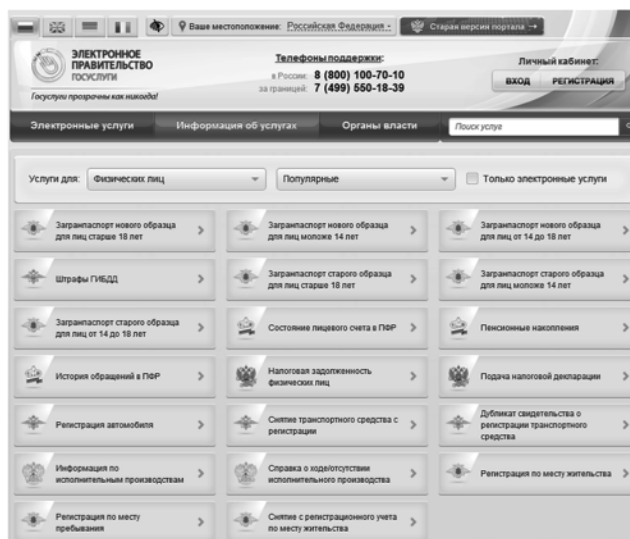 Ваше местоположение: Российская Федерация
Старая версия портала →
ЭЛЕКТРОННОЕ
ПРАВИТЕЛЬСТВО
ГОСУСЛУГИ
Госуслуги прозрачны как никогда!
Телефоны поддержки:
в России: 8 (800) 100-70-10
за границей: 7 (499) 550-18-39
Личный кабинет:
ВХОД РЕГИСТРАЦИЯ
Электронные услуги Информация об услугах Органы власти Поиск услуг
Услуги для: Физических лиц Популярные Только электронные услуги
Загранпаспорт нового образца
для лиц старше 18 лет
Загранпаспорт нового образца
для лиц моложе 14 лет
Загранпаспорт нового образца
для лиц от 14 до 18 лет
Штрафы ГИБДД
Загранпаспорт старого образца
для лиц старше 18 лет
Загранпаспорт старого образца
для лиц моложе 14 лет
Загранпаспорт старого образца
для лиц от 14 до 18 лет
Состояние лицевого счета в ПФР
Пенсионные накопления
История обращений в ПФР
Налоговая задолженность
физических лиц
Подача налоговой декларации
Регистрация автомобиля
Снятие транспортного средства с
регистрации
Дубликат свидетельства о
регистрации транспортного
средства
Информация по
исполнительным производствам
Справка о ходе/отсутствии
исполнительного производства
Регистрация по месту жительства
Регистрация по месту
пребывания
Снятие с регистрационного учета
по месту жительства